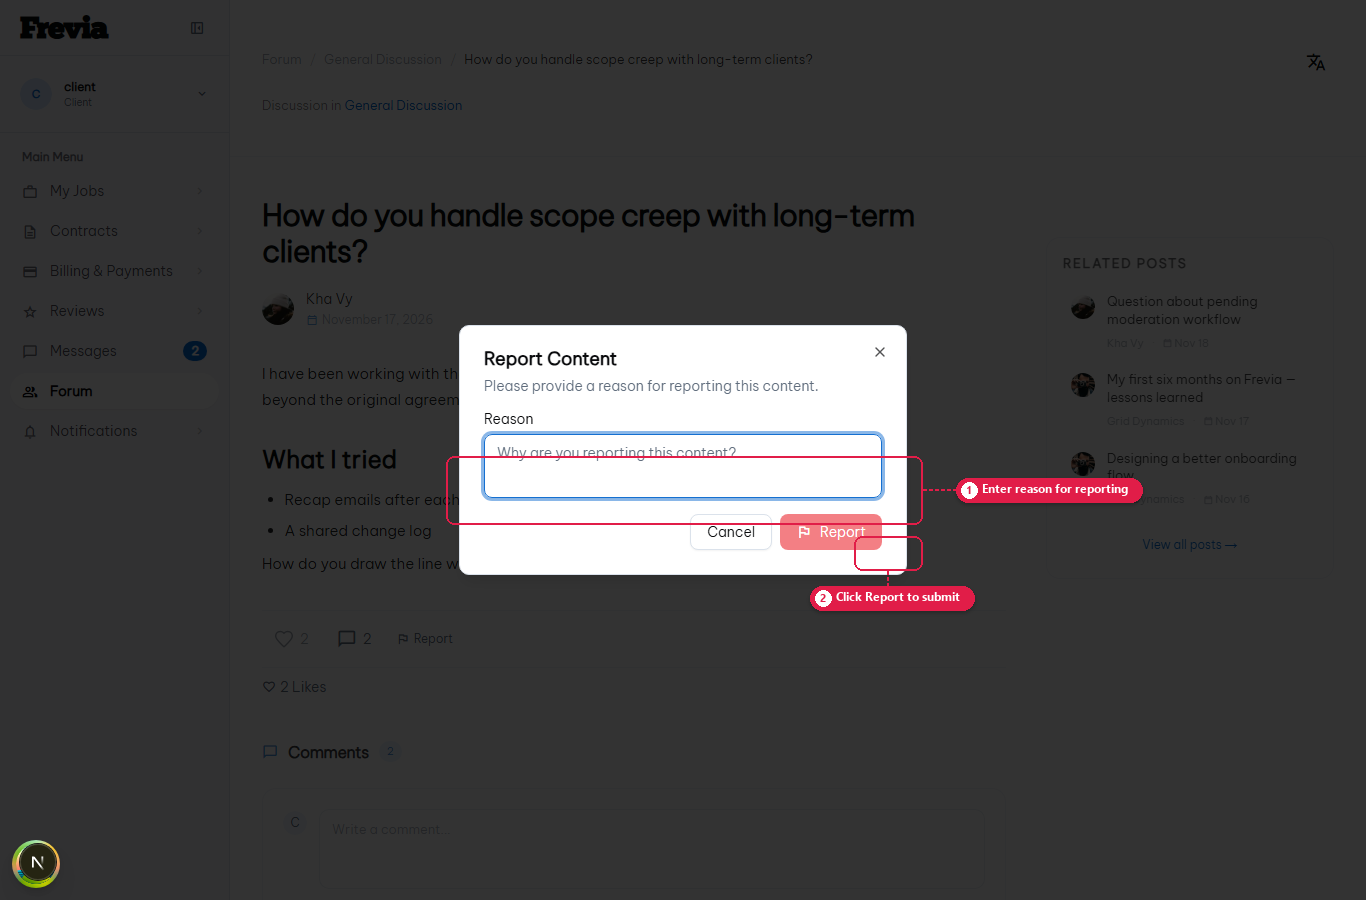 Frevia
C
client
Client
Main Menu
My Jobs
Contracts
Billing & Payments
Reviews
Messages
2
Forum
Notifications
N
Forum / General Discussion / How do you handle scope creep with long-term clients?
Discussion in General Discussion
How do you handle scope creep with long-term
clients?
Kha Vy
November 17, 2026
I have been working with th
beyond the original agreem
What I tried
• Recap emails after each
• A shared change log
How do you draw the line w
2
2
Report
2 Likes
Comments 2
C
Write a comment...
Report Content
Please provide a reason for reporting this content.
Reason
Why are you reporting this content?
Cancel
Report
1 Enter reason for reporting
2 Click Report to submit
RELATED POSTS
Question about pending
moderation workflow
Kha Vy Nov 18
My first six months on Frevia —
lessons learned
Grid Dynamics Nov 17
Designing a better onboarding
flow
Dynamics Nov 16
View all posts →